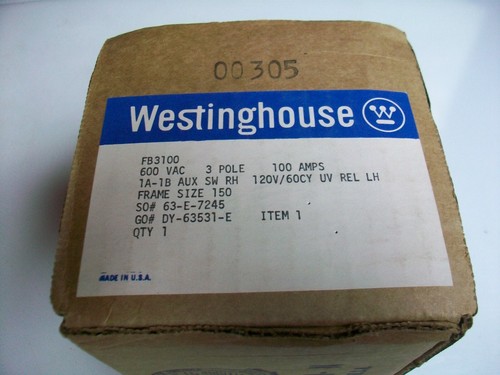 00305
Westinghouse W
FB3100
600 VAC 3 POLE 100 AMPS
1A-1B AUX SW RH 120V/60CY UV REL LH
FRAME SIZE 150
SO# 63-E-7245
GO# DY-63531-E ITEM 1
QTY 1
MADE IN U.S.A.